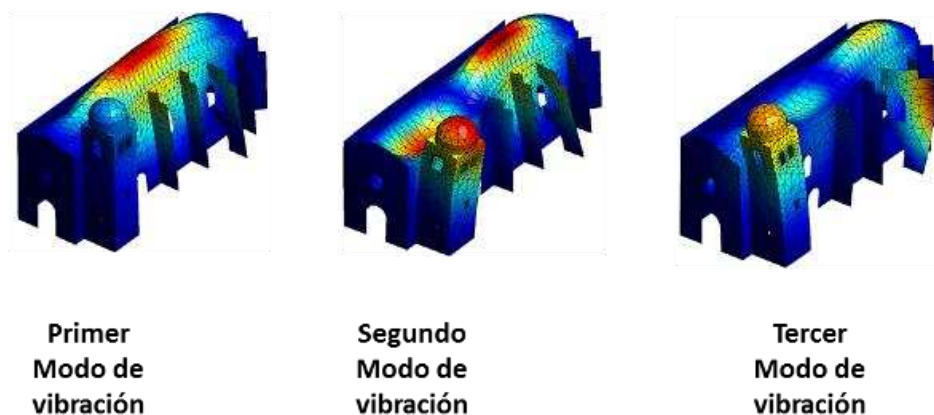 Primer
Modo de
vibración
Segundo
Modo de
vibración
Tercer
Modo de
vibración